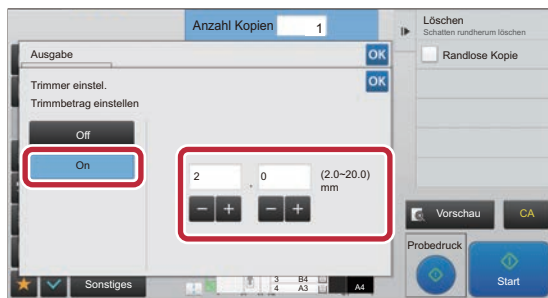 Anzahl Kopien 1
Löschen
Schatten rundherum löschen
Randlose Kopie
Ausgabe OK
Trimmer einstel. OK
Trimmbetrag einstellen
Off
On
2 . 0 (2.0~20.0)
mm
− + − +
Vorschau CA
Probedruck
Start
Sonstiges
3 B4
4 A3
A4